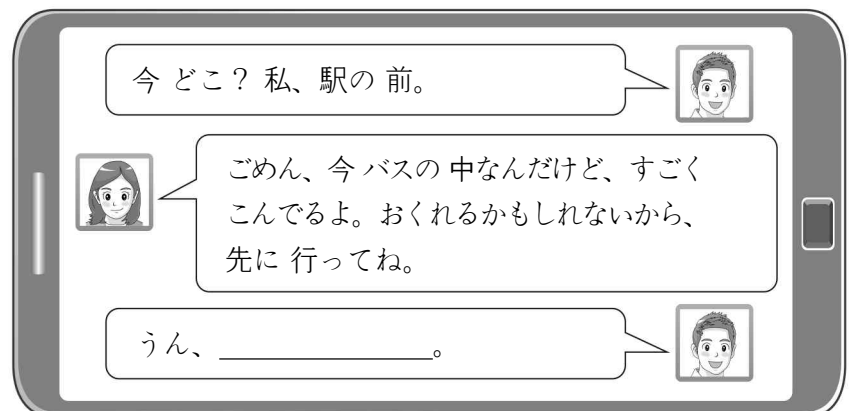 今 どこ? 私、駅の 前。
ごめん、今 バスの 中なんだけど、すごく
こんでるよ。おくれるかもしれないから、
先に 行ってね。
うん、_______________。